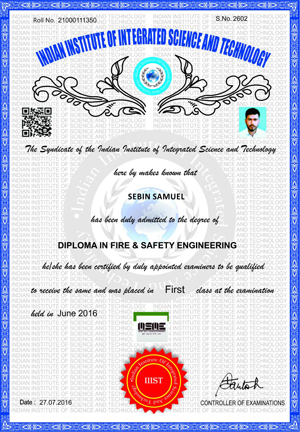 Roll No. 21000111350
S.No. 2602
INDIAN INSTITUTE OF INTEGRATED SCIENCE AND TECHNOLOGY
The Syndicate of the Indian Institute of Integrated Science and Technology
here by makes known that
SEBIN SAMUEL
has been duly admitted to the degree of
DIPLOMA IN FIRE & SAFETY ENGINEERING
he|she has been certified by duly appointed examiners to be qualified
to receive the same and was placed in First class at the examination
held in June 2016
IIIST
Date : 27.07.2016
CONTROLLER OF EXAMINATIONS